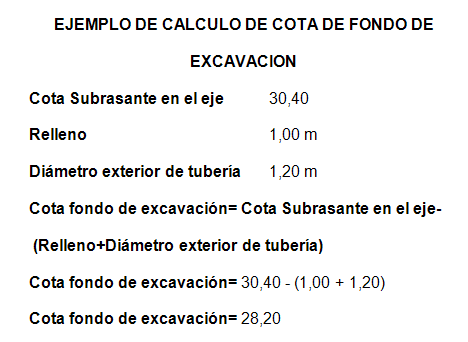 EJEMPLO DE CALCULO DE COTA DE FONDO DE
EXCAVACION
Cota Subrasante en el eje 30,40
Relleno 1,00 m
Diámetro exterior de tubería 1,20 m
Cota fondo de excavación= Cota Subrasante en el eje-
(Relleno+Diámetro exterior de tubería)
Cota fondo de excavación= 30,40 - (1,00 + 1,20)
Cota fondo de excavación= 28,20